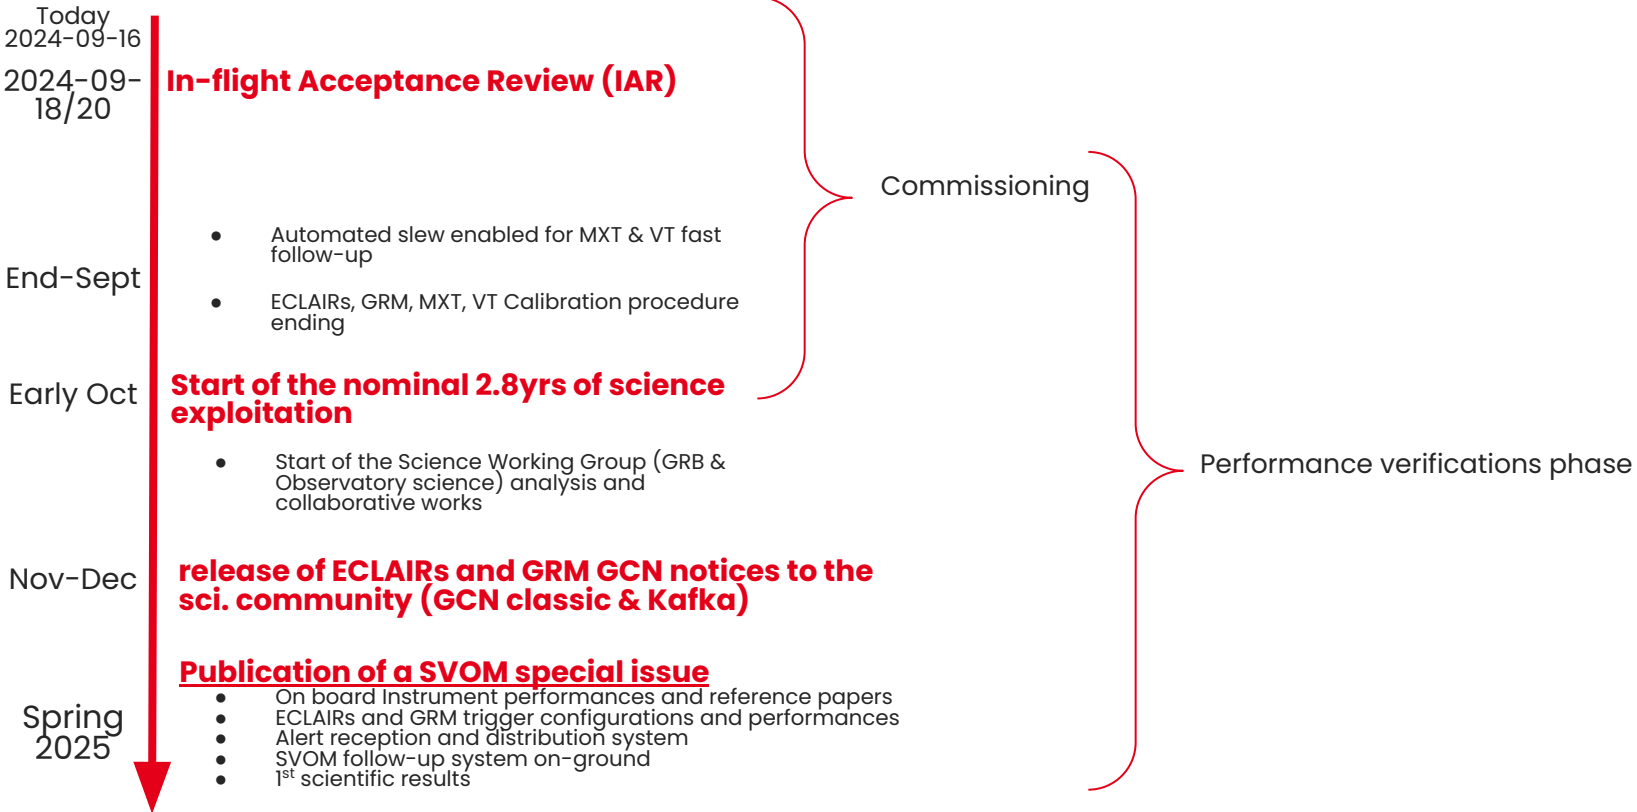 Today
2024-09-16
2024-09-
18/20
In-flight Acceptance Review (IAR)
Commissioning
● Automated slew enabled for MXT & VT fast
follow-up
End-Sept
● ECLAIRs, GRM, MXT, VT Calibration procedure
ending
Early Oct
Start of the nominal 2.8yrs of science
exploitation
● Start of the Science Working Group (GRB &
Observatory science) analysis and
collaborative works
Performance verifications phase
Nov-Dec
release of ECLAIRs and GRM GCN notices to the
sci. community (GCN classic & Kafka)
Publication of a SVOM special issue
Spring
2025
● On board Instrument performances and reference papers
● ECLAIRs and GRM trigger configurations and performances
● Alert reception and distribution system
● SVOM follow-up system on-ground
● 1st scientific results